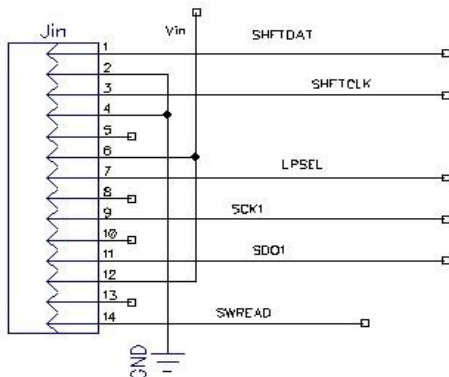 Jin
Vin
1
SHFTDAT
2
3
SHFTCLK
4
5
6
7
LPSEL
8
9
SCK1
10
11
SDO1
12
13
14
SWREAD
GND